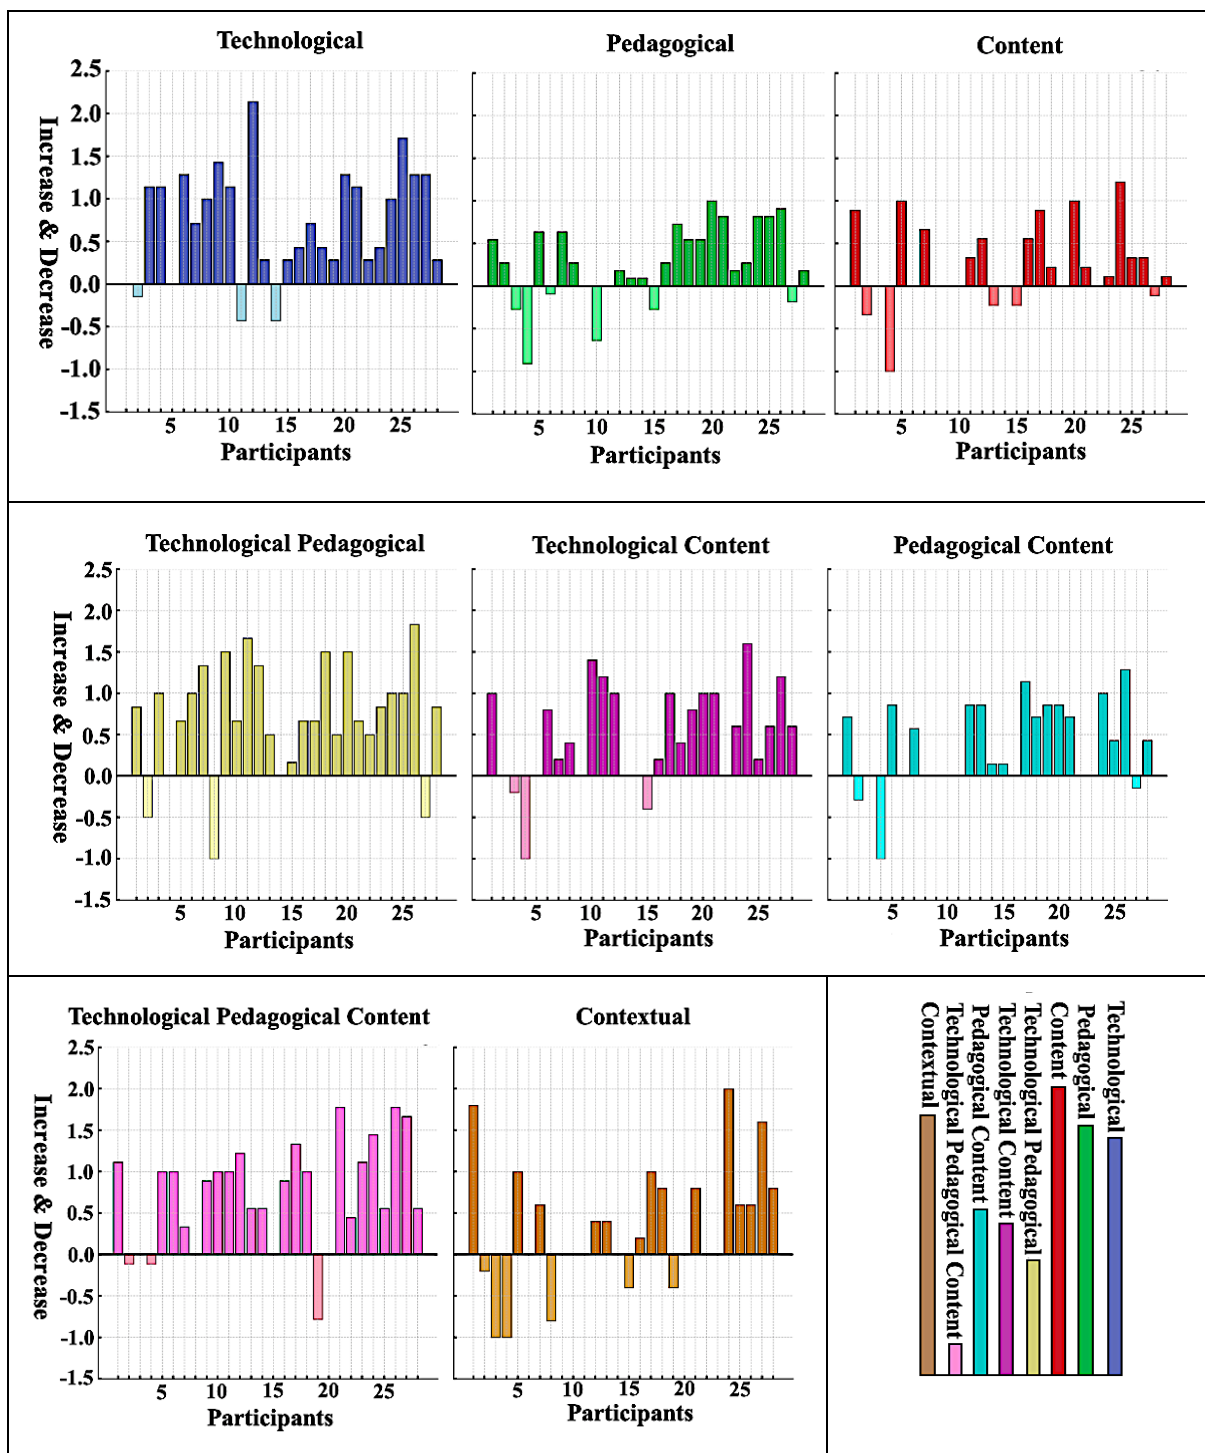 Technological
Pedagogical
Content
Increase & Decrease
2.5
2.0
1.5
1.0
0.5
0.0
-0.5
-1.0
-1.5
5 10 15 20 25
5 10 15 20 25
5 10 15 20 25
Participants
Participants
Participants
Technological Pedagogical
Technological Content
Pedagogical Content
Increase & Decrease
2.5
2.0
1.5
1.0
0.5
0.0
-0.5
-1.0
-1.5
5 10 15 20 25
5 10 15 20 25
5 10 15 20 25
Participants
Participants
Participants
Technological Pedagogical Content
Contextual
Increase & Decrease
2.5
2.0
1.5
1.0
0.5
0.0
-0.5
-1.0
-1.5
5 10 15 20 25
5 10 15 20 25
Participants
Participants
Technological
Pedagogical
Content
Technological Pedagogical
Technological Content
Pedagogical Content
Technological Pedagogical Content
Contextual